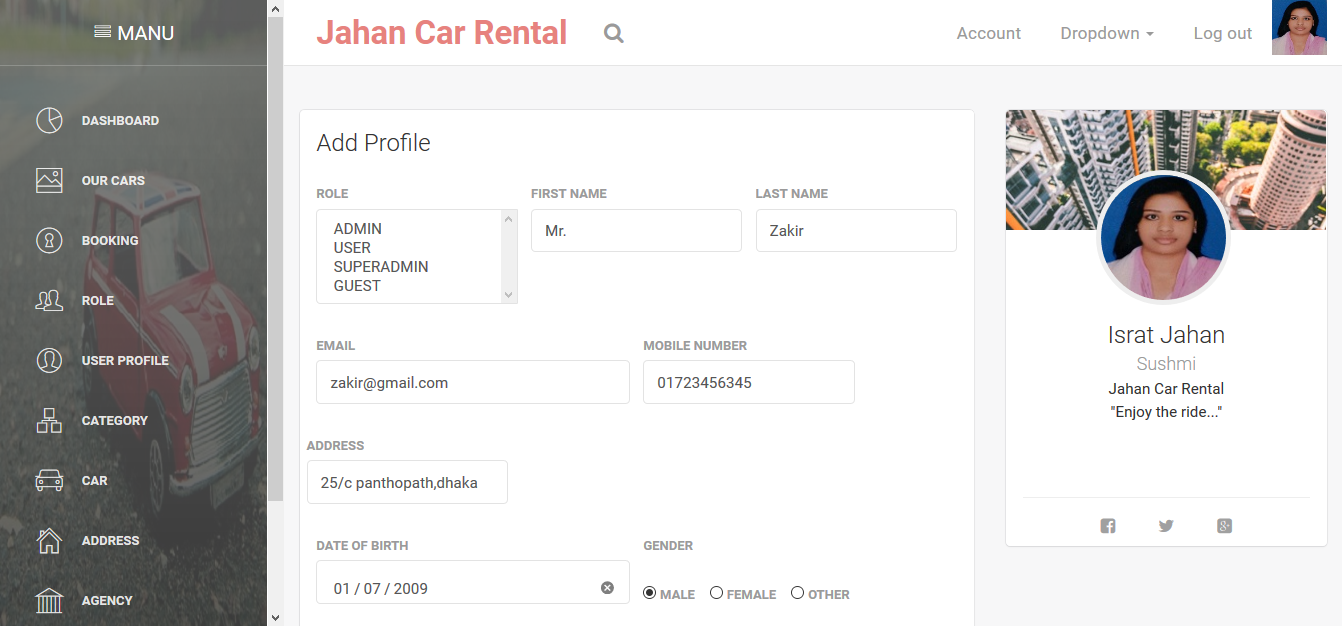 MANU
Jahan Car Rental
Account
Dropdown
Log out
DASHBOARD
OUR CARS
BOOKING
ROLE
USER PROFILE
CATEGORY
CAR
ADDRESS
AGENCY
Add Profile
ROLE
ADMIN
USER
SUPERADMIN
GUEST
FIRST NAME
Mr.
LAST NAME
Zakir
EMAIL
zakir@gmail.com
MOBILE NUMBER
01723456345
ADDRESS
25/c panthopath,dhaka
DATE OF BIRTH
01 / 07 / 2009
GENDER
MALE FEMALE OTHER
Israt Jahan
Sushmi
Jahan Car Rental
"Enjoy the ride..."